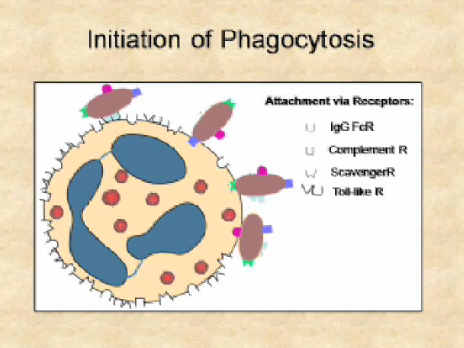 Initiation of Phagocytosis
Attachment via Receptors:
IgG FcR
Complement R
ScavengerR
Toll-like R